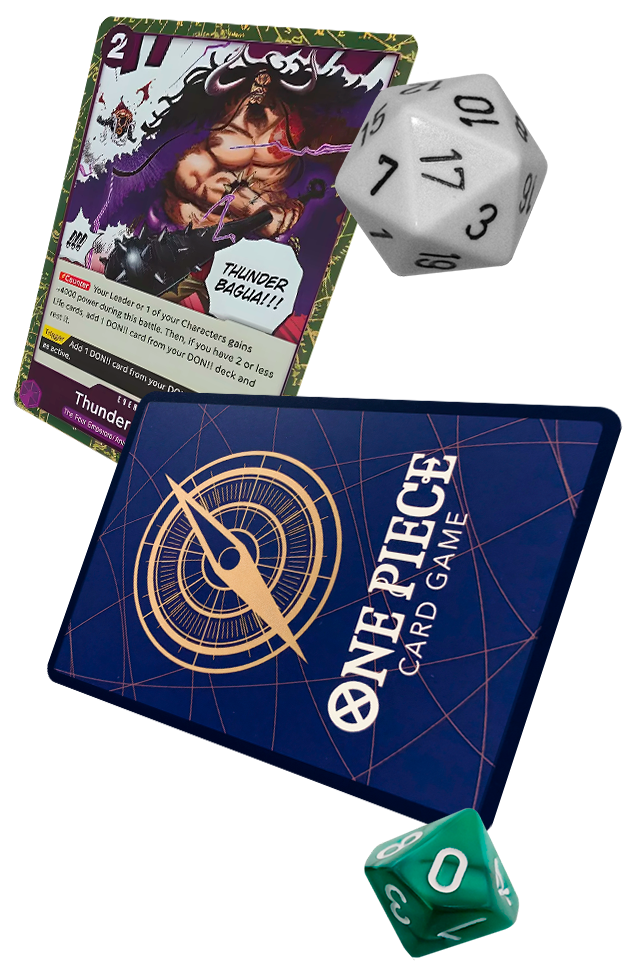 2
!!!
THUNDER
BAGUA!!!
#Counter Your Leader or 1 of your Characters gains
+4000 power during this battle. Then, if you have 2 or less
Life cards, add 1 DON!! card from your DON!! deck and
rest it.
Trigger Add 1 DON!! card from your DON!!
as active.
Thunder
The Four Emperors/
ONE PIECE
CARD GAME
10
15
7
17
3
1
19
8
0
3
1